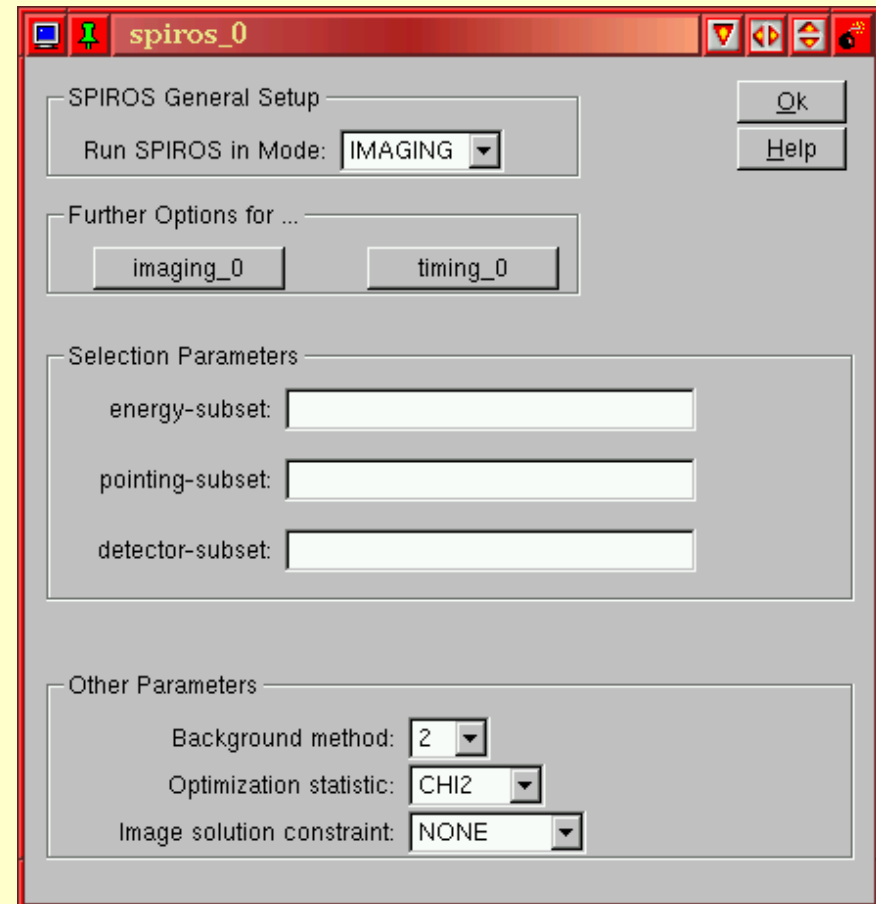 spiros_0
SPIROS General Setup
Run SPIROS in Mode: IMAGING
Ok
Help
Further Options for ...
imaging_0 timing_0
Selection Parameters
energy-subset:
pointing-subset:
detector-subset:
Other Parameters
Background method: 2
Optimization statistic: CHI2
Image solution constraint: NONE